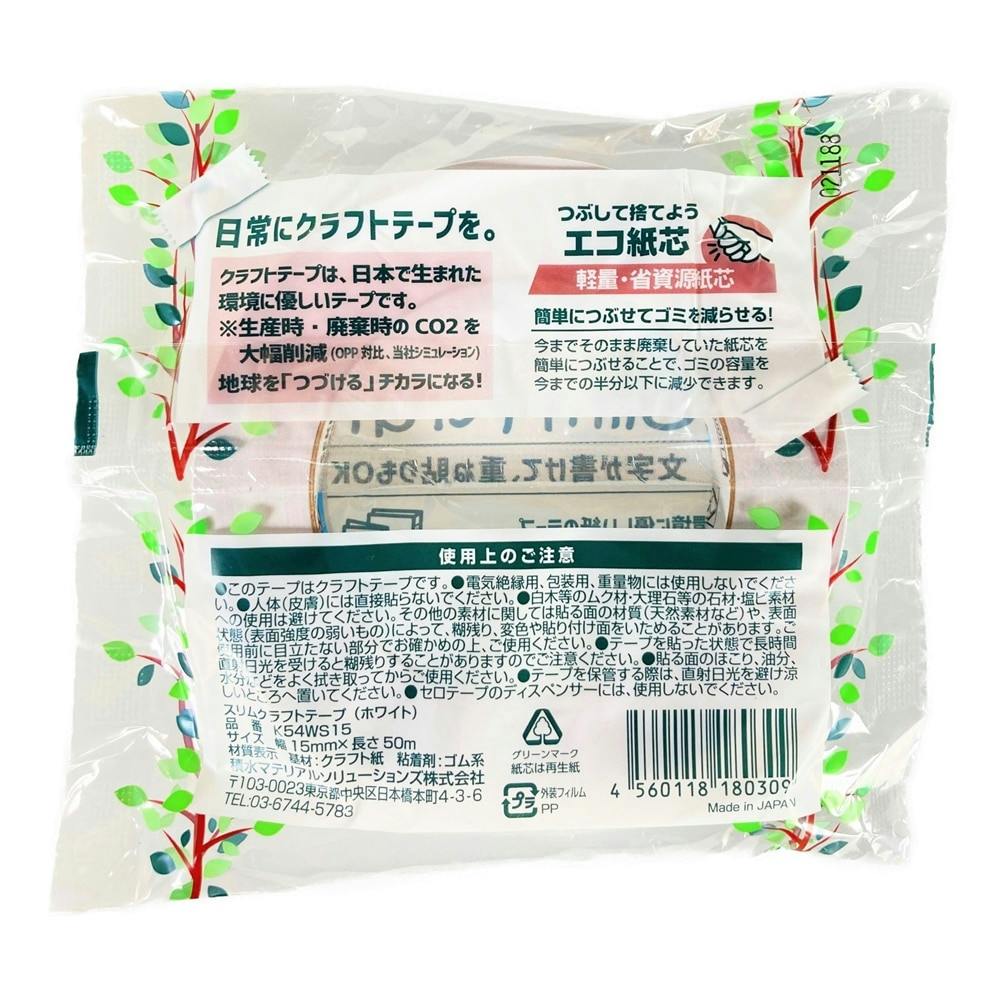 021188
日常にクラフトテープを。
クラフトテープは、日本で生まれた
環境に優しいテープです。
※生産時・廃棄時のCO2を
大幅削減(OPP対比、当社シミュレーション)
地球を「つづける」チカラになる!
つぶして捨てよう
エコ紙芯
軽量・省資源紙芯
簡単につぶせてゴミを減らせる!
今までそのまま廃棄していた紙芯を
簡単につぶせることで、ゴミの容量を
今までの半分以下に減少できます。
文字が書けて、重ね貼りもOK
環境に優しい紙のテープ
使用上のご注意
●このテープはクラフトテープです。●電気絶縁用、包装用、重量物には使用しないでくださ
い。●人体(皮膚)には直接貼らないでください。●白木等のムク材・大理石等の石材・塩ビ素材
への使用は避けてください。その他の素材に関しては貼る面の材質(天然素材など)や、表面
状態(表面強度の弱いもの)によって、糊残り、変色や貼り付け面をいためることがあります。ご
使用前に目立たない部分でお確かめの上、ご使用ください。●テープを貼った状態で長時間
直射日光を受けると糊残りすることがありますのでご注意ください。●貼る面のほこり、油分、
水分などをよく拭き取ってからご使用ください。●テープを保管する際は、直射日光を避け涼
しいところへ置いてください。●セロテープのディスペンサーには、使用しないでください。
スリムクラフトテープ(ホワイト)
品 番 K54WS15
サイズ 幅15mm×長さ50m
材質表示 基材:クラフト紙 粘着剤:ゴム系
積水マテリアルソリューションズ株式会社
〒103-0023東京都中央区日本橋本町4-3-6
TEL:03-6744-5783
グリーンマーク
紙芯は再生紙
プラ
外装フィルム
PP
4 560118 180309
Made in JAPAN